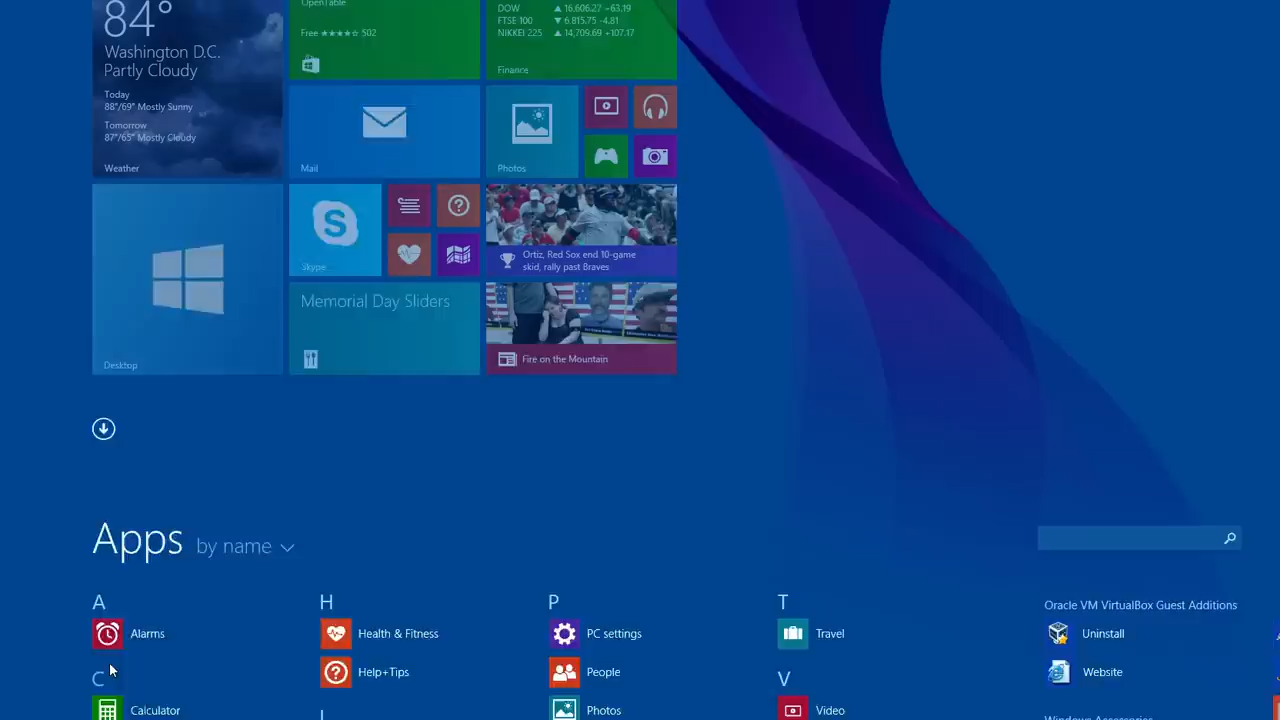 84°
Washington D.C.
Partly Cloudy
Today
88°/69° Mostly Sunny
Tomorrow
87°/65° Mostly Cloudy
Weather
OpenTable
Free ★★★★☆ 502
DOW ▲ 16,606.27 +63.19
FTSE 100 ▼ 6,815.75 -4.81
NIKKEI 225 ▲ 14,709.69 +107.17
Finance
Mail
Photos
Desktop
S
Skype
Ortiz, Red Sox end 10-game
skid, rally past Braves
Memorial Day Sliders
Fire on the Mountain
Apps by name
A
Alarms
C
Calculator
H
Health & Fitness
Help+Tips
P
PC settings
People
Photos
T
Travel
V
Video
Oracle VM VirtualBox Guest Additions
Uninstall
Website
Windows Accessories